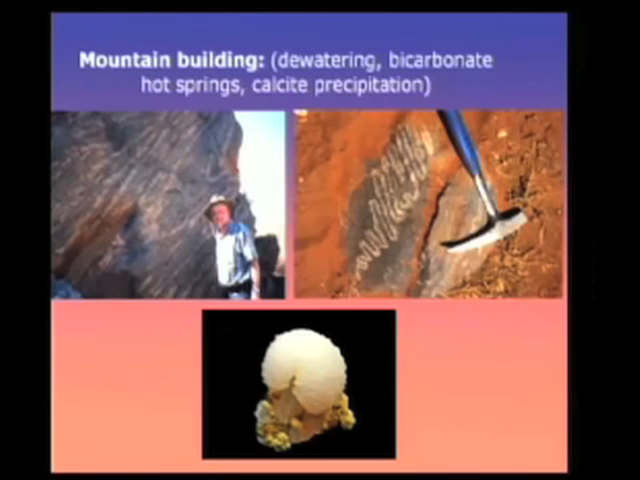 Mountain building: (dewatering, bicarbonate
hot springs, calcite precipitation)